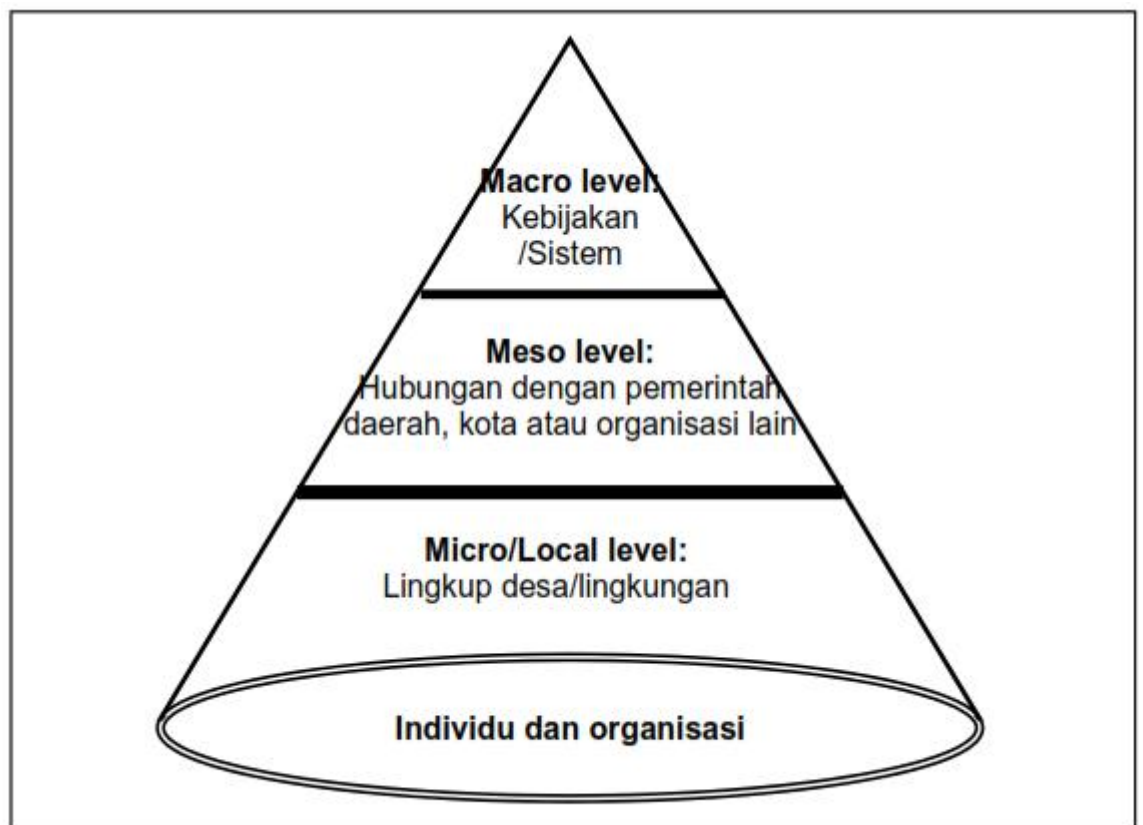 Macro level:
Kebijakan
/Sistem
Meso level:
Hubungan dengan pemerintah
daerah, kota atau organisasi lain
Micro/Local level:
Lingkup desa/lingkungan
Individu dan organisasi